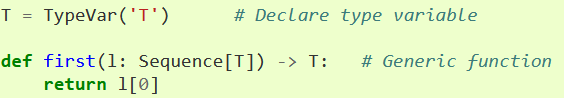 T = TypeVar('T')      # Declare type variable
def first(l: Sequence[T]) -> T:   # Generic function
    return l[0]